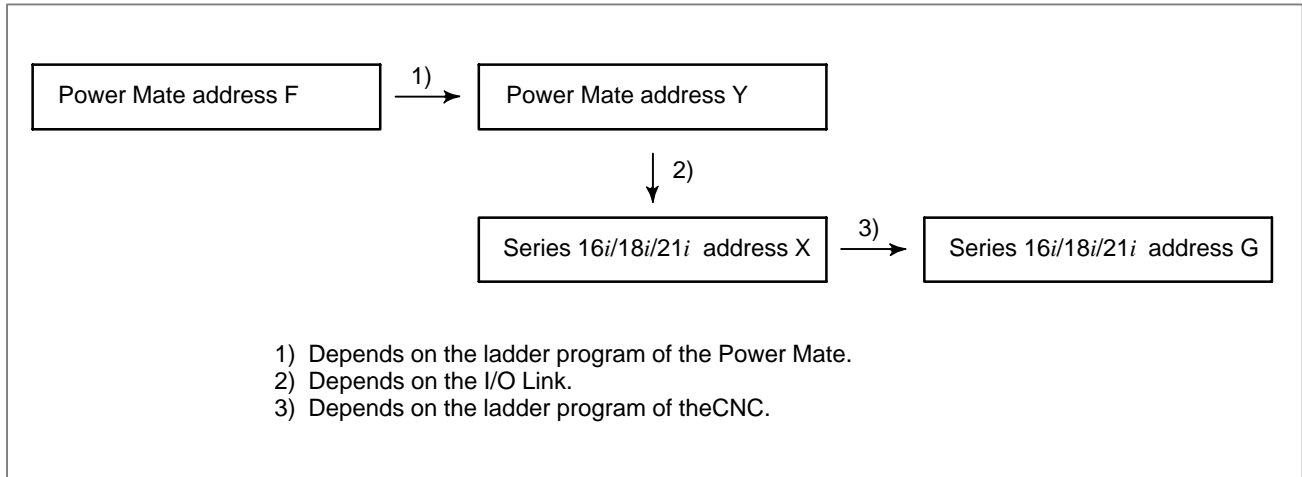 Power Mate address F
1)
Power Mate address Y
2)
Series 16i/18i/21i address X
3)
Series 16i/18i/21i address G
1) Depends on the ladder program of the Power Mate.
2) Depends on the I/O Link.
3) Depends on the ladder program of theCNC.